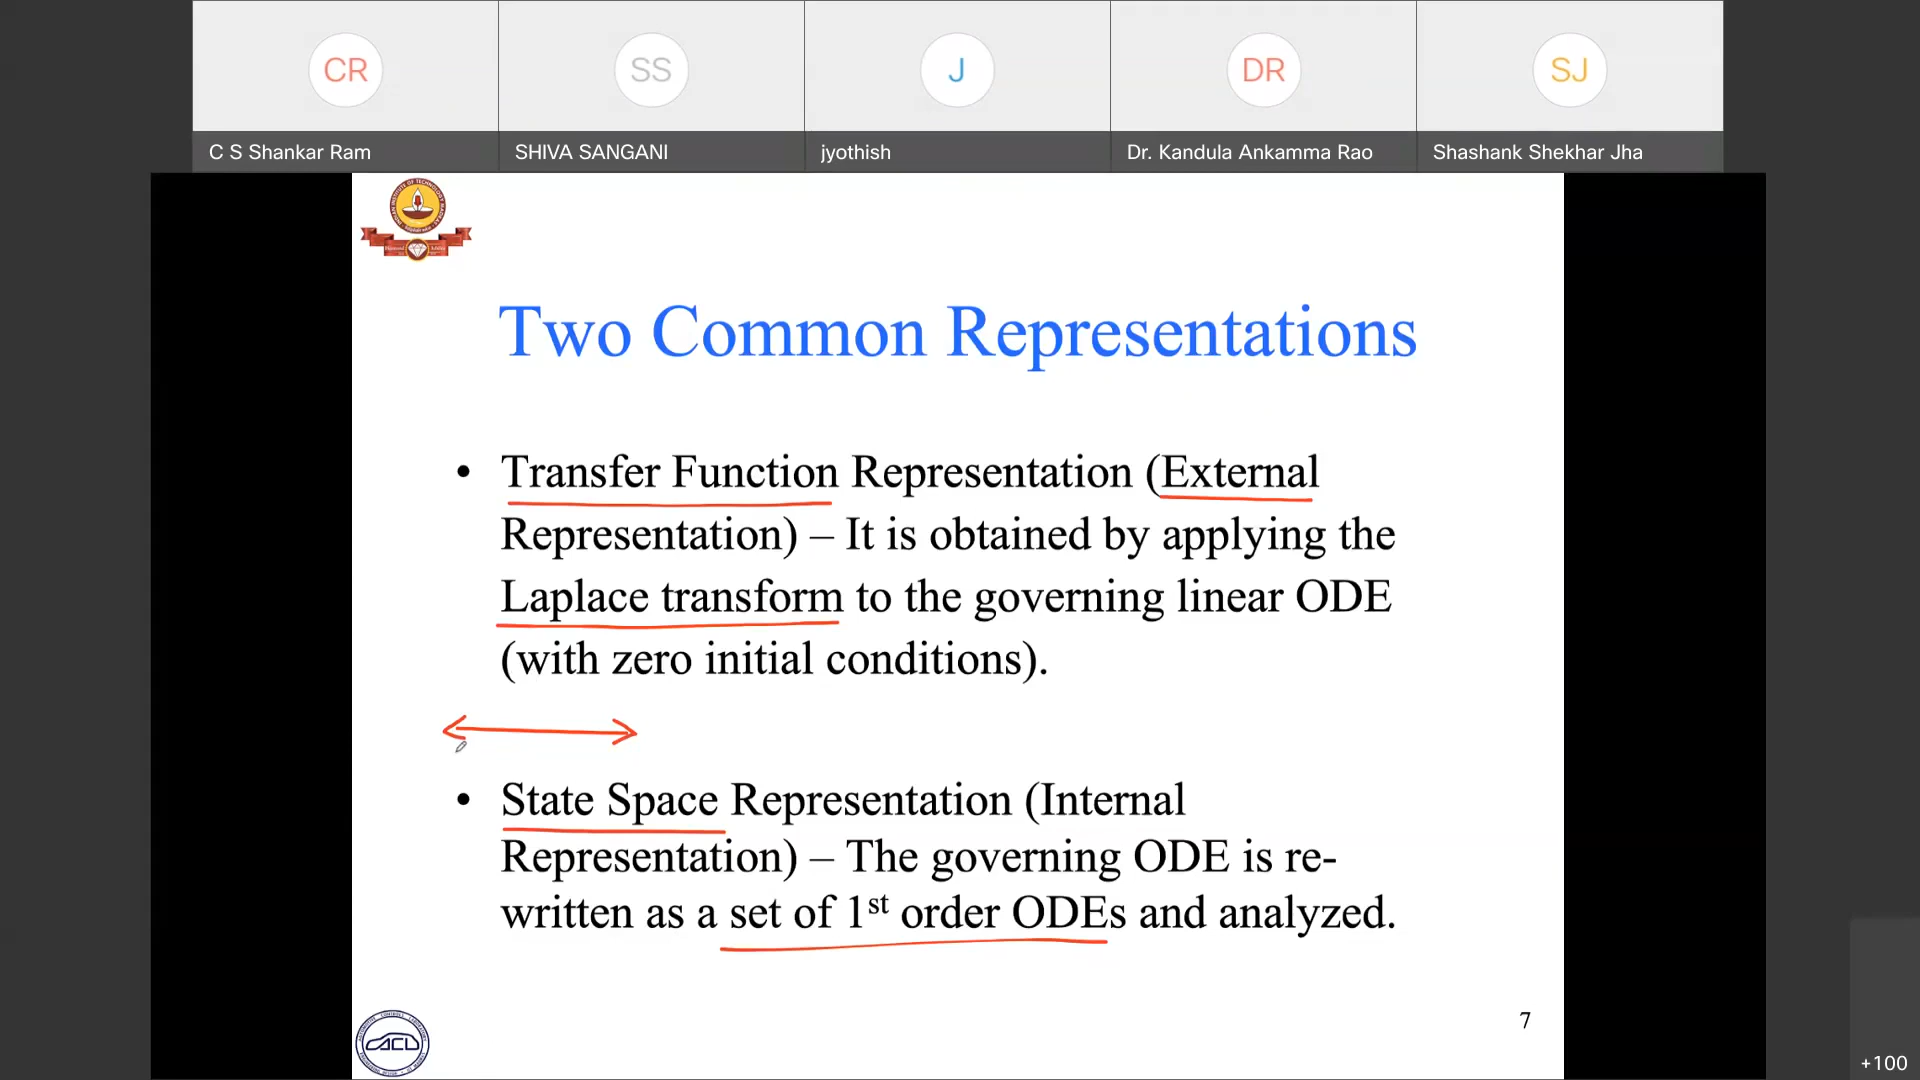 CR
SS
J
DR
SJ
C S Shankar Ram
SHIVA SANGANI
jyothish
Dr. Kandula Ankamma Rao
Shashank Shekhar Jha
Two Common Representations
• Transfer Function Representation (External
Representation) – It is obtained by applying the
Laplace transform to the governing linear ODE
(with zero initial conditions).
• State Space Representation (Internal
Representation) – The governing ODE is re-
written as a set of 1st order ODEs and analyzed.
ACL
7
+100